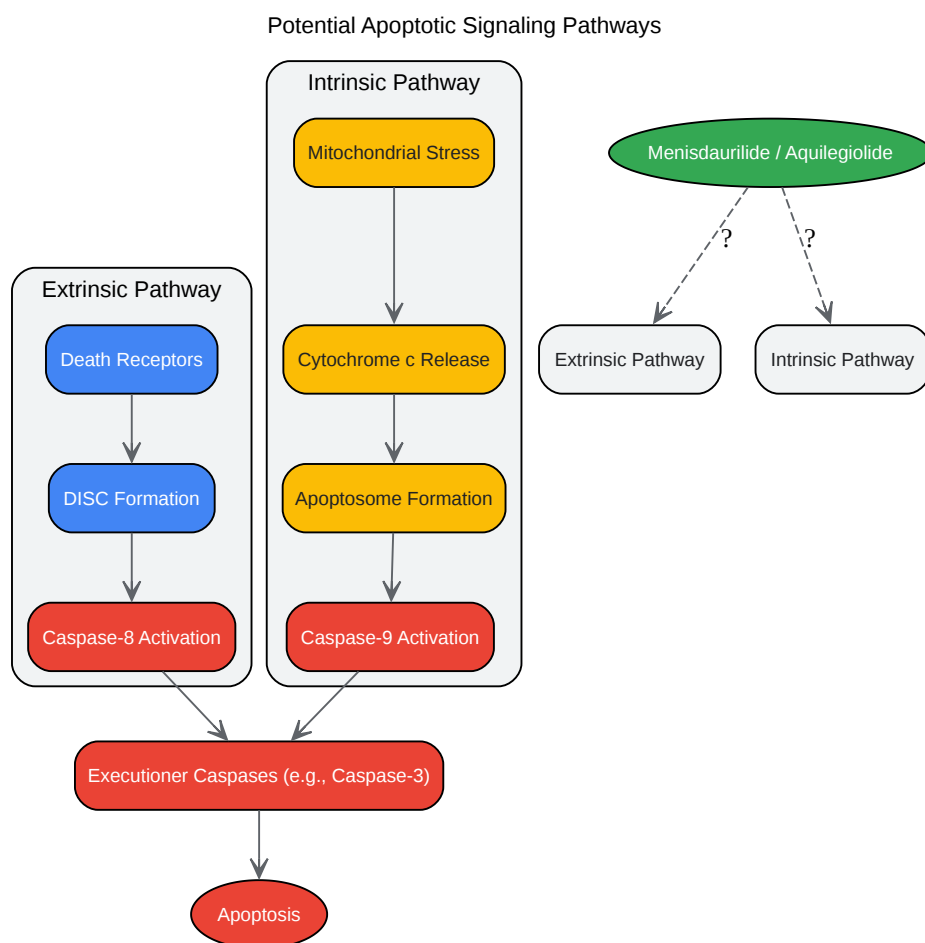 Potential Apoptotic Signaling Pathways
Intrinsic Pathway
Mitochondrial Stress
Cytochrome c Release
Apoptosome Formation
Caspase-9 Activation
Extrinsic Pathway
Death Receptors
DISC Formation
Caspase-8 Activation
Executioner Caspases (e.g., Caspase-3)
Apoptosis
Menisdaurilide / Aquilegiolide
?
?
Extrinsic Pathway
Intrinsic Pathway